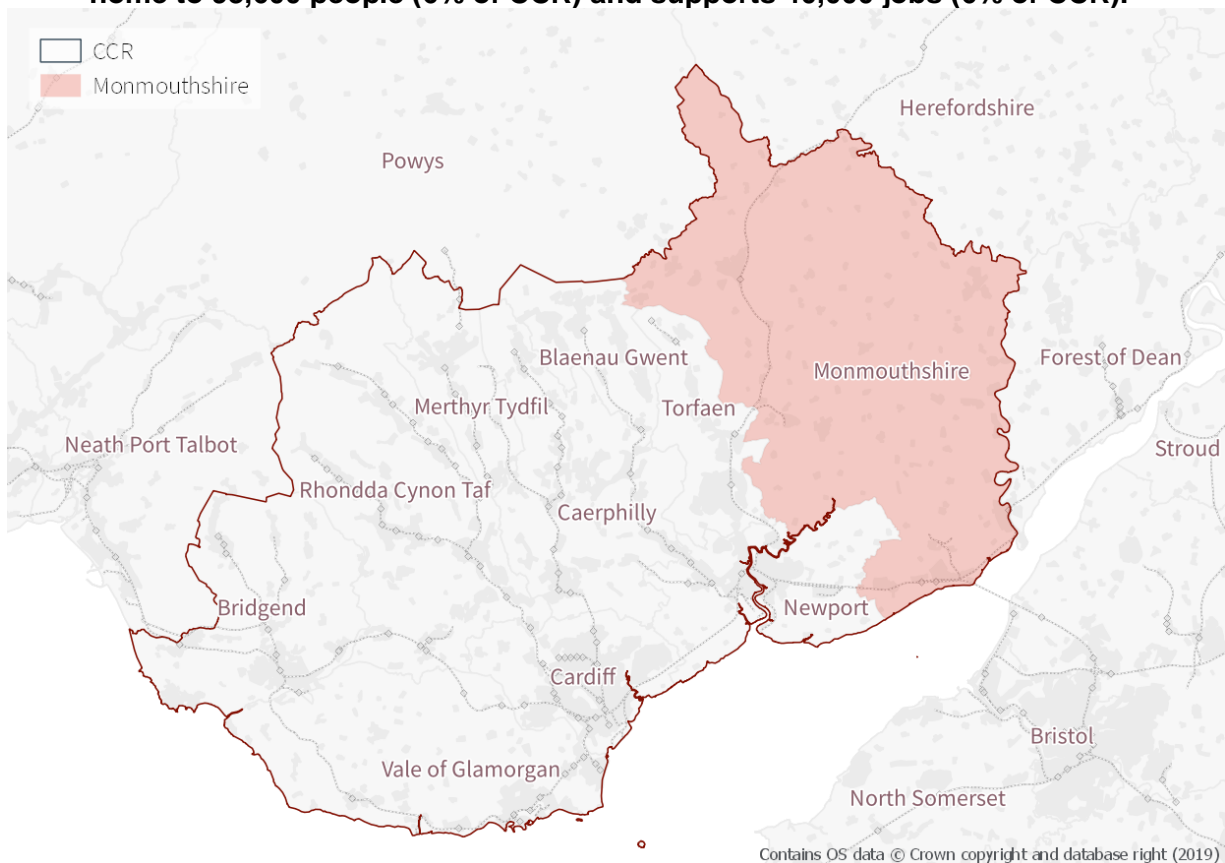 CCR
Monmouthshire
Herefordshire
Powys
Blaenau Gwent
Forest of Dean
Monmouthshire
Merthyr Tydfil
Torfaen
Neath Port Talbot
Stroud
Rhondda Cynon Taf
Caerphilly
Bridgend
Newport
Cardiff
Bristol
Vale of Glamorgan
North Somerset
Contains OS data © Crown copyright and database right (2019)